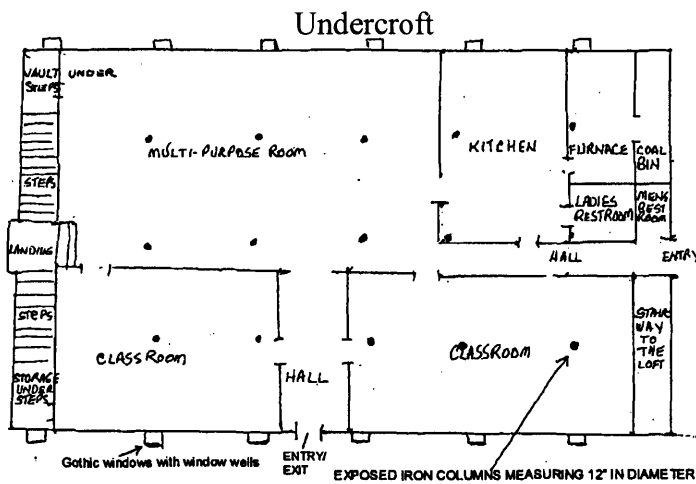 Undercroft
VAULT UNDER
STEPS
MULTI-PURPOSE ROOM
KITCHEN
FURNACE
COAL
BIN
STEPS
LADIES
RESTROOM
MENS
REST
ROOM
LANDING
HALL
ENTRY
STEPS
CLASSROOM
HALL
CLASSROOM
STAIR
WAY
TO
THE
LOFT
STORAGE
UNDER
STEPS
Gothic windows with window wells
ENTRY/
EXIT
EXPOSED IRON COLUMNS MEASURING 12" IN DIAMETER